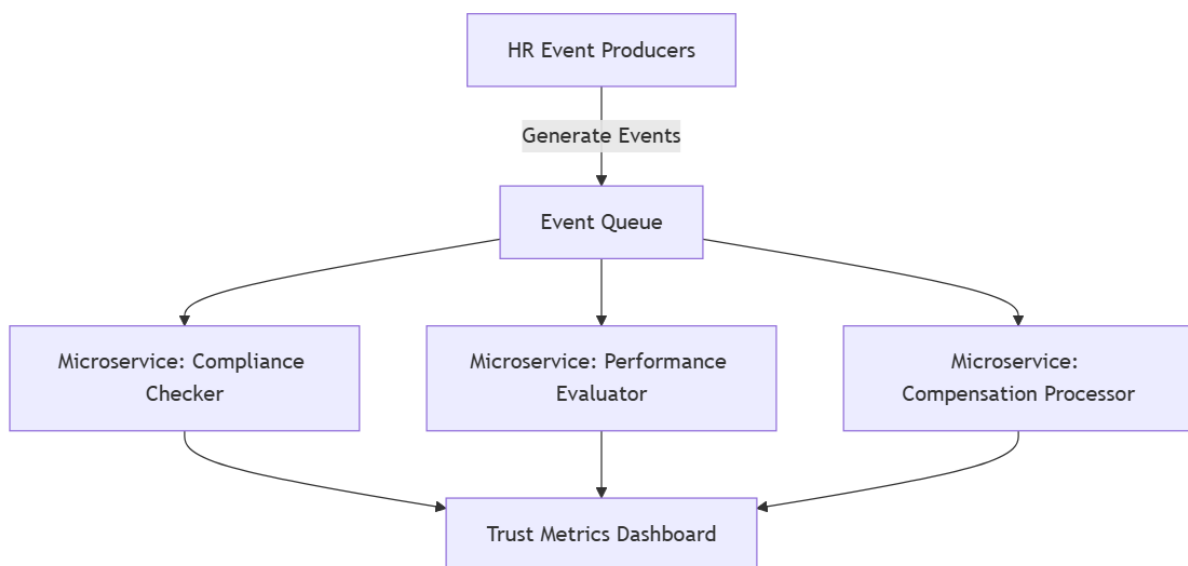 HR Event Producers
Generate Events
Event Queue
Microservice: Compliance
Checker
Microservice: Performance
Evaluator
Microservice:
Compensation Processor
Trust Metrics Dashboard